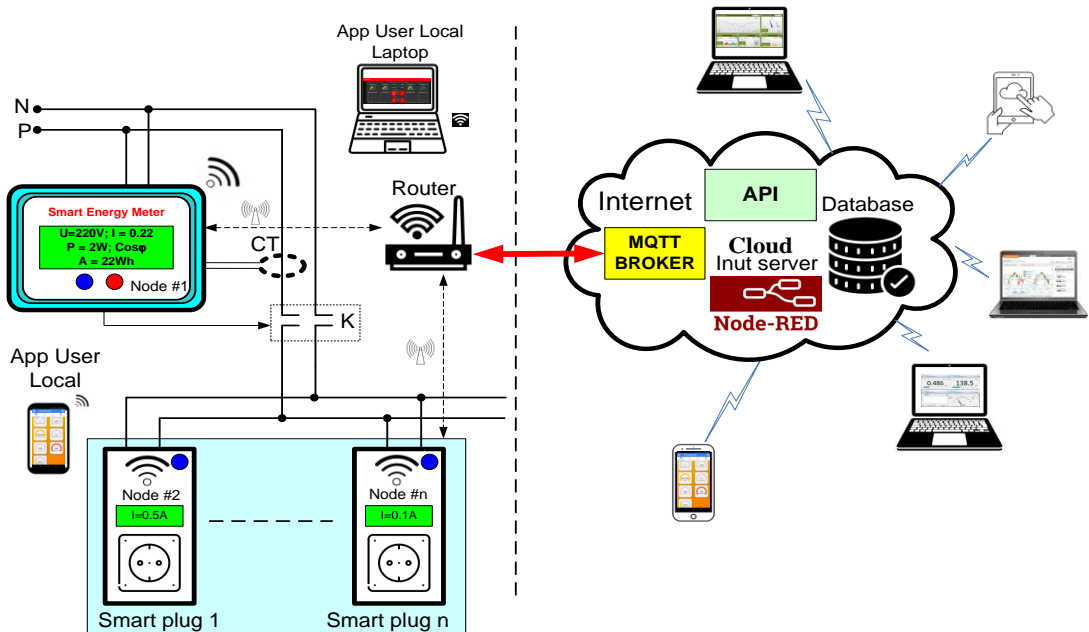 App User Local
Laptop
N
P
Smart Energy Meter
U=220V; I = 0.22
P = 2W; Cosφ
A = 22Wh
Node #1
CT
Router
K
App User
Local
Node #2
I=0.5A
Smart plug 1
Node #n
I=0.1A
Smart plug n
Internet
API
Database
MQTT
BROKER
Cloud
Inut server
Node-RED
0.486
138.5